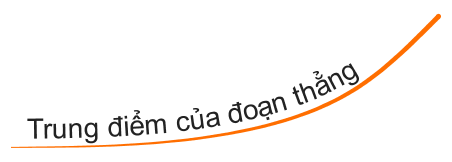 Trung điểm của đoạn thẳng